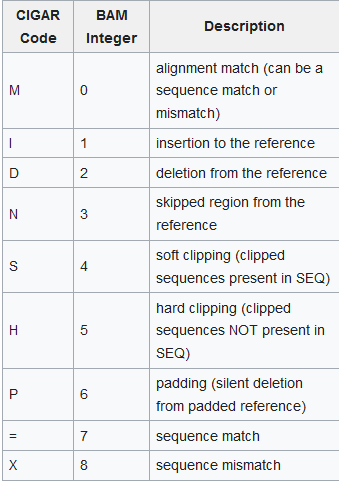 CIGAR Code BAM Integer Description
M 0 alignment match (can be a
sequence match or
mismatch)
I 1 insertion to the reference
D 2 deletion from the reference
N 3 skipped region from the
reference
S 4 soft clipping (clipped
sequences present in SEQ)
H 5 hard clipping (clipped
sequences NOT present in
SEQ)
P 6 padding (silent deletion
from padded reference)
= 7 sequence match
X 8 sequence mismatch